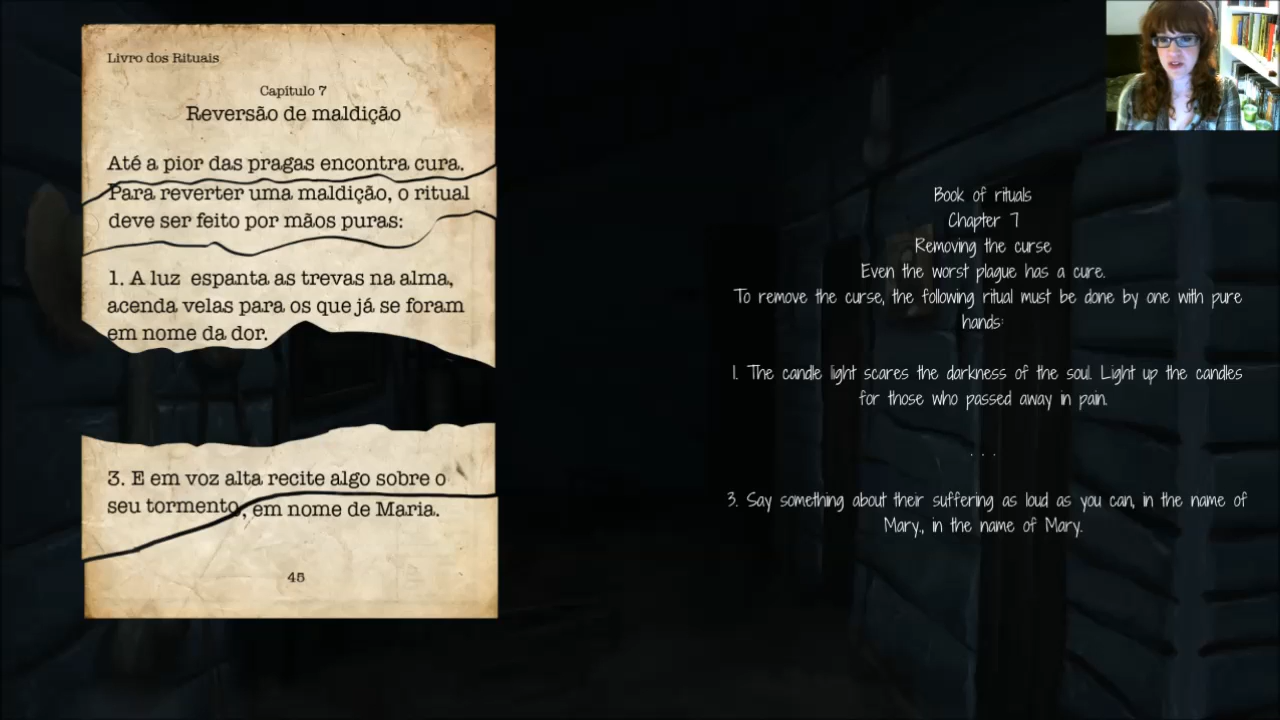 Livro dos Rituais
Capítulo 7
Reversão de maldição
Até a pior das pragas encontra cura.
Para reverter uma maldição, o ritual
deve ser feito por mãos puras:
1. A luz espanta as trevas na alma,
acenda velas para os que já se foram
em nome da dor.
3. E em voz alta recite algo sobre o
seu tormento, em nome de Maria.
45
Book of rituals
Chapter 7
Removing the curse
Even the worst plague has a cure.
To remove the curse, the following ritual must be done by one with pure
hands:
1. The candle light scares the darkness of the soul. Light up the candles
for those who passed away in pain.
. . .
3. Say something about their suffering as loud as you can, in the name of
Mary., in the name of Mary.